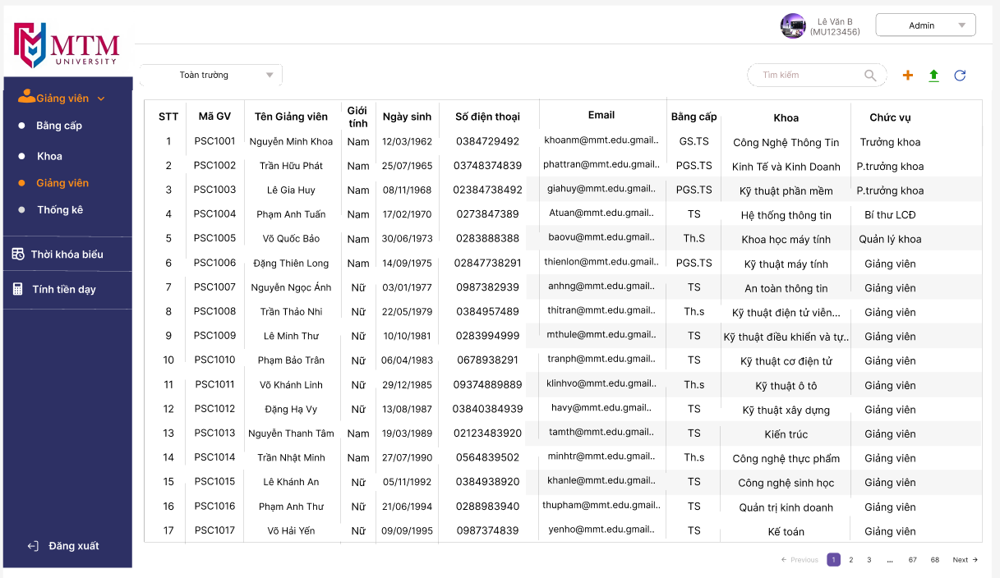 MTM
UNIVERSITY
Lê Văn B
(MU123456)
Admin
Toàn trường
Tìm kiếm
Giảng viên
Bằng cấp
Khoa
Giảng viên
Thống kê
Thời khóa biểu
Tính tiền dạy
Đăng xuất
STT Mã GV Tên Giảng viên Giới tính Ngày sinh Số điện thoại Email Bằng cấp Khoa Chức vụ
1 PSC1001 Nguyễn Minh Khoa Nam 12/03/1962 0384729492 khoanm@mmt.edu.gmail.. GS.TS Công Nghệ Thông Tin Trưởng khoa
2 PSC1002 Trần Hữu Phát Nam 25/07/1965 03748374839 phattran@mmt.edu.gmail.. PGS.TS Kinh Tế và Kinh Doanh P.trưởng khoa
3 PSC1003 Lê Gia Huy Nam 08/11/1968 02384738492 giahuy@mmt.edu.gmail.. PGS.TS Kỹ thuật phần mềm P.trưởng khoa
4 PSC1004 Phạm Anh Tuấn Nam 17/02/1970 0273847389 Atuan@mmt.edu.gmail.. TS Hệ thống thông tin Bí thư LCĐ
5 PSC1005 Võ Quốc Bảo Nam 30/06/1973 0283888388 baovu@mmt.edu.gmail.. Th.S Khoa học máy tính Quản lý khoa
6 PSC1006 Đặng Thiên Long Nam 14/09/1975 02847738291 thienlon@mmt.edu.gmail.. PGS.TS Kỹ thuật máy tính Giảng viên
7 PSC1007 Nguyễn Ngọc Ánh Nữ 03/01/1977 0987382939 anhng@mmt.edu.gmail.. TS An toàn thông tin Giảng viên
8 PSC1008 Trần Thảo Nhi Nữ 22/05/1979 0384957489 thitran@mmt.edu.gmail.. Th.s Kỹ thuật điện tử viễn... Giảng viên
9 PSC1009 Lê Minh Thư Nữ 10/10/1981 0283994999 mthule@mmt.edu.gmail.. TS Kỹ thuật điều khiển và tự.. Giảng viên
10 PSC1010 Phạm Bảo Trân Nữ 06/04/1983 0678938291 tranph@mmt.edu.gmail.. TS Kỹ thuật cơ điện tử Giảng viên
11 PSC1011 Võ Khánh Linh Nữ 29/12/1985 09374889889 klinhvo@mmt.edu.gmail.. Th.s Kỹ thuật ô tô Giảng viên
12 PSC1012 Đặng Hạ Vy Nữ 13/08/1987 03840384939 havy@mmt.edu.gmail.. TS Kỹ thuật xây dựng Giảng viên
13 PSC1013 Nguyễn Thanh Tâm Nam 19/03/1989 02123483920 tamth@mmt.edu.gmail.. TS Kiến trúc Giảng viên
14 PSC1014 Trần Nhật Minh Nam 27/07/1990 0564839502 minhtr@mmt.edu.gmail.. Th.s Công nghệ thực phẩm Giảng viên
15 PSC1015 Lê Khánh An Nữ 05/11/1992 0384938920 khanle@mmt.edu.gmail.. TS Công nghệ sinh học Giảng viên
16 PSC1016 Phạm Anh Thư Nữ 21/06/1994 0288983940 thupham@mmt.edu.gmail.. TS Quản trị kinh doanh Giảng viên
17 PSC1017 Võ Hải Yến Nữ 09/09/1995 0987374839 yenho@mmt.edu.gmail.. TS Kế toán Giảng viên
← Previous 1 2 3 ... 67 68 Next →